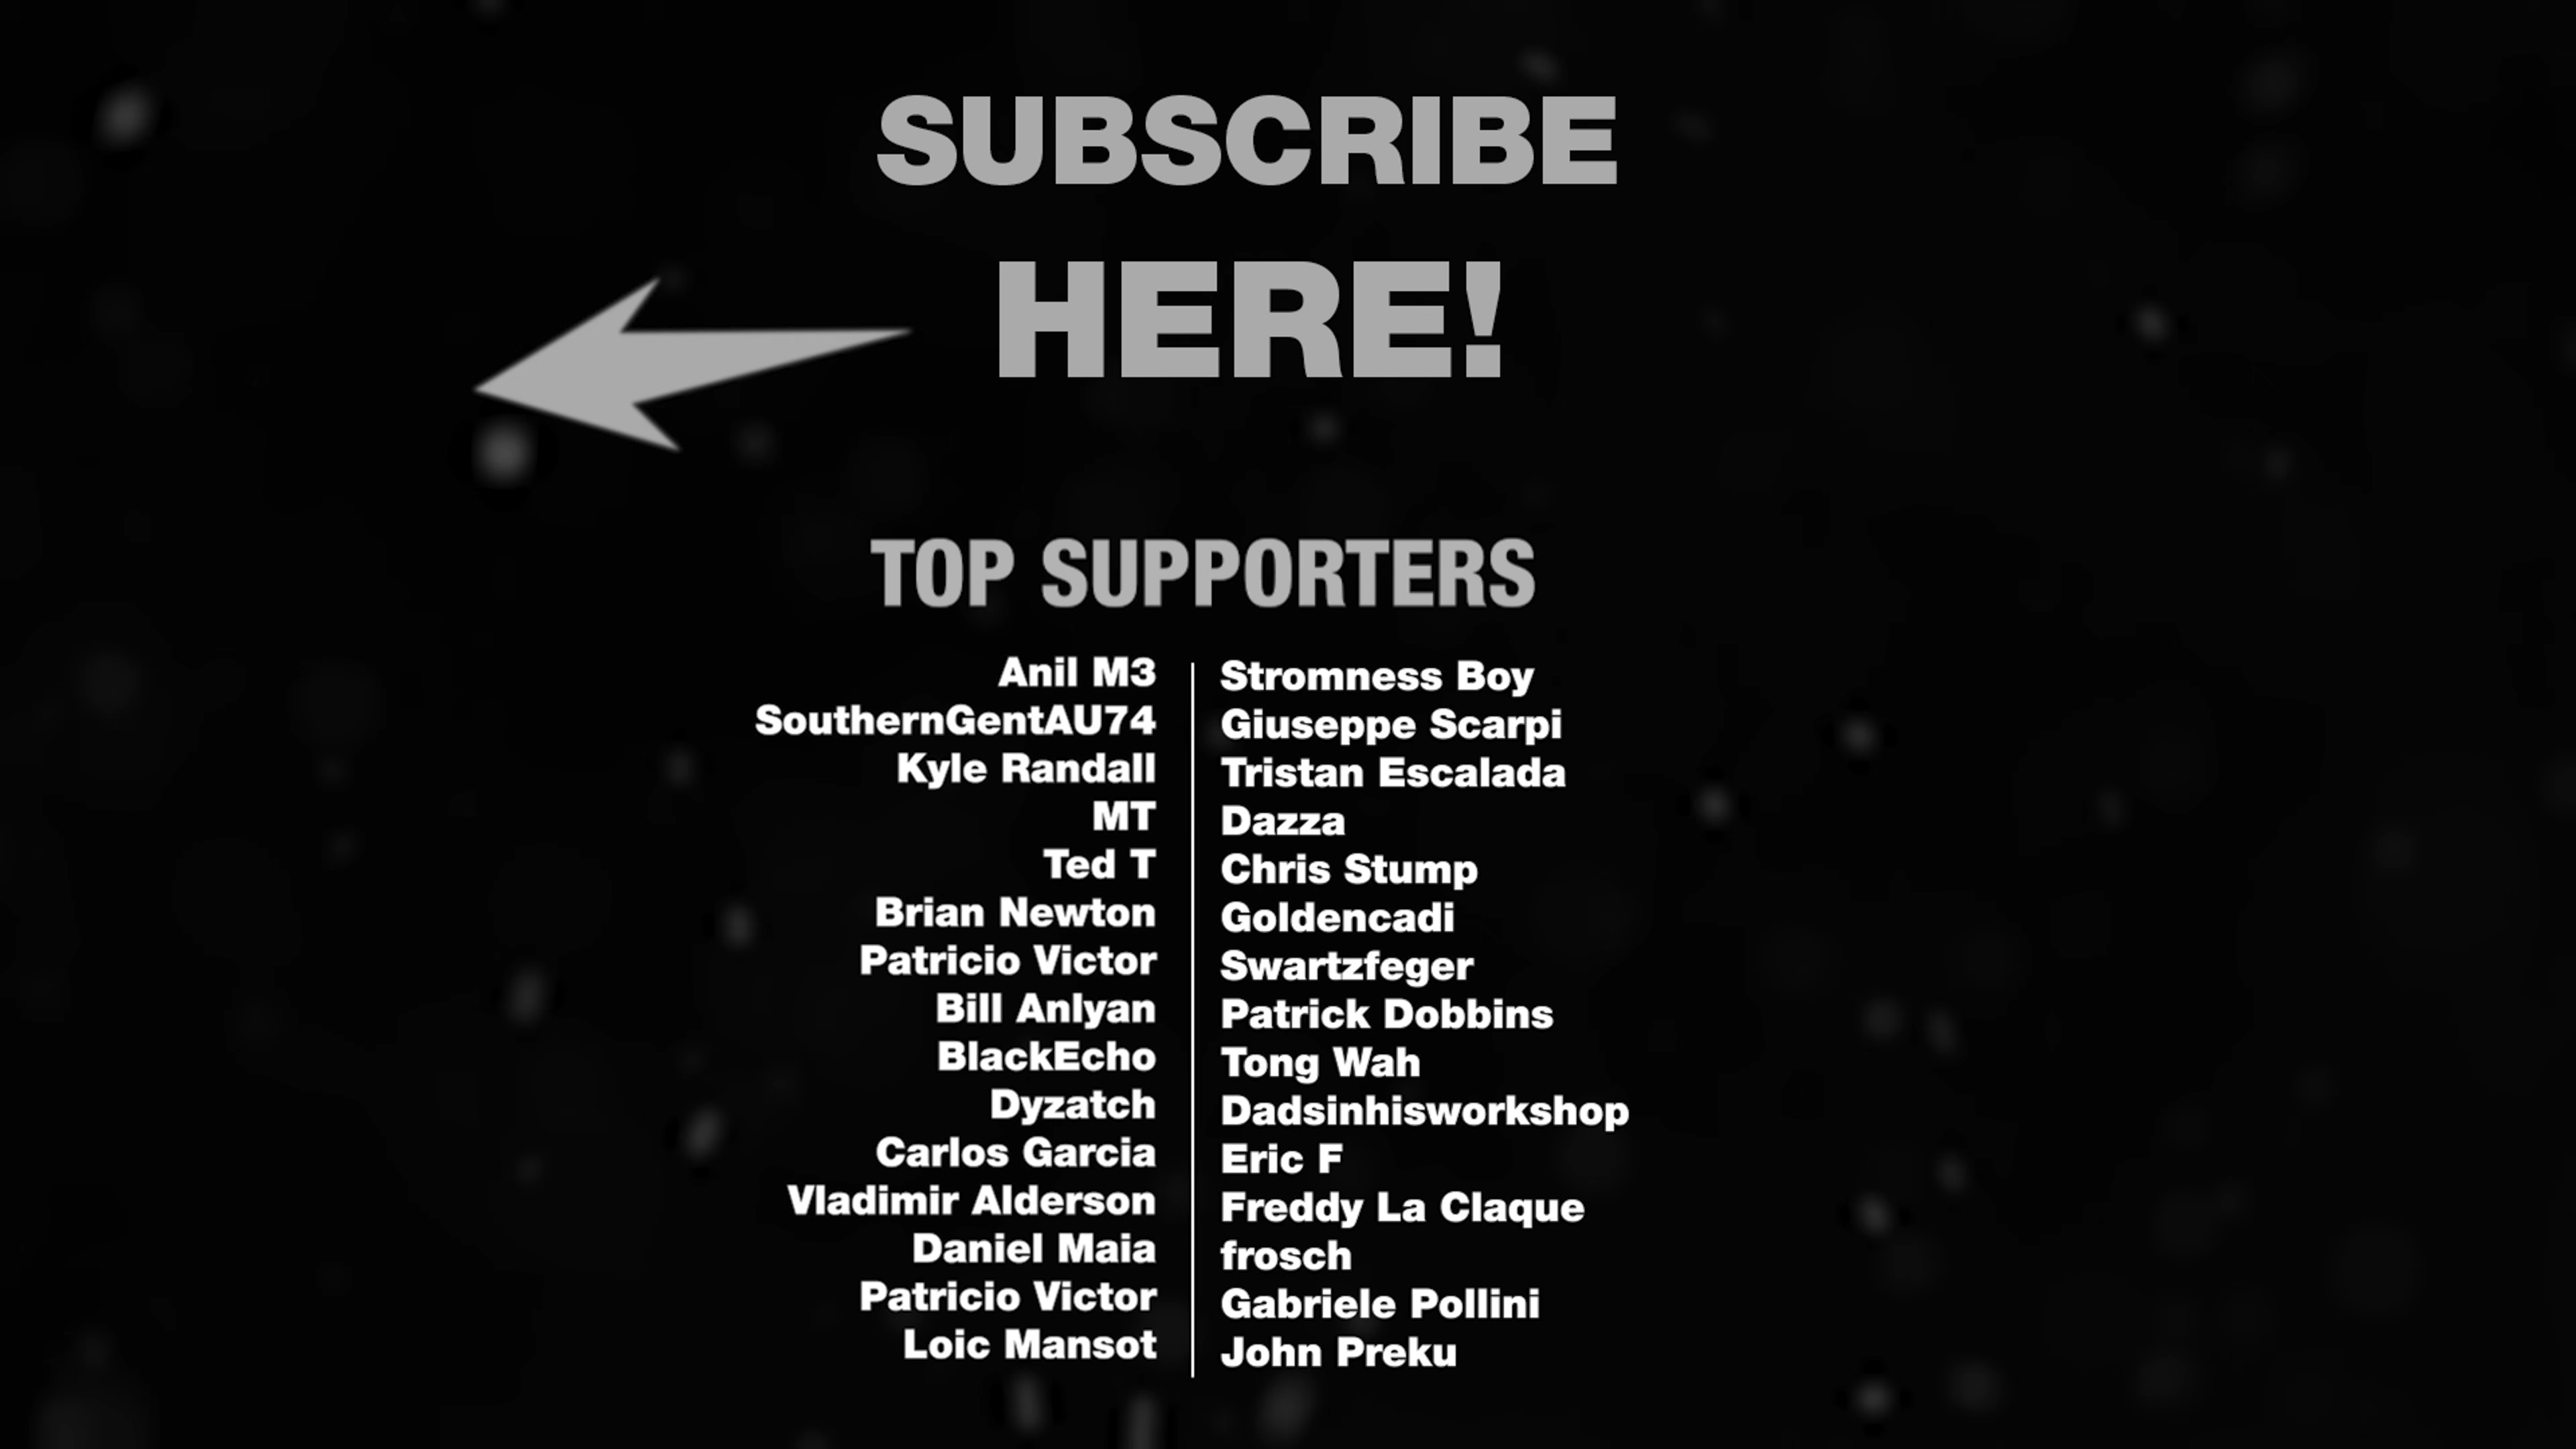 SUBSCRIBE
HERE!
TOP SUPPORTERS
Anil M3
SouthernGentAU74
Kyle Randall
MT
Ted T
Brian Newton
Patricio Victor
Bill Anlyan
BlackEcho
Dyzatch
Carlos Garcia
Vladimir Alderson
Daniel Maia
Patricio Victor
Loic Mansot
Stromness Boy
Giuseppe Scarpi
Tristan Escalada
Dazza
Chris Stump
Goldencadi
Swartzfeger
Patrick Dobbins
Tong Wah
Dadsinhisworkshop
Eric F
Freddy La Claque
frosch
Gabriele Pollini
John Preku